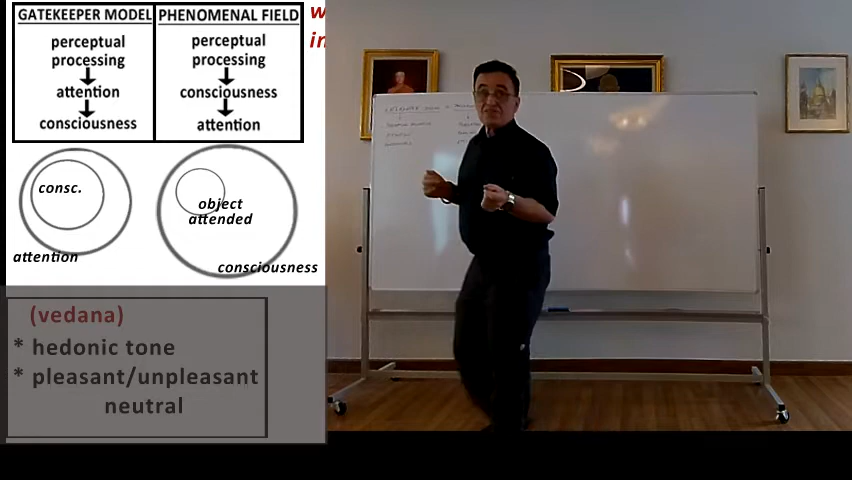 GATEKEEPER MODEL
perceptual
processing
attention
consciousness
PHENOMENAL FIELD
perceptual
processing
consciousness
attention
consc.
attention
object
attended
consciousness
(vedana)
* hedonic tone
* pleasant/unpleasant
neutral